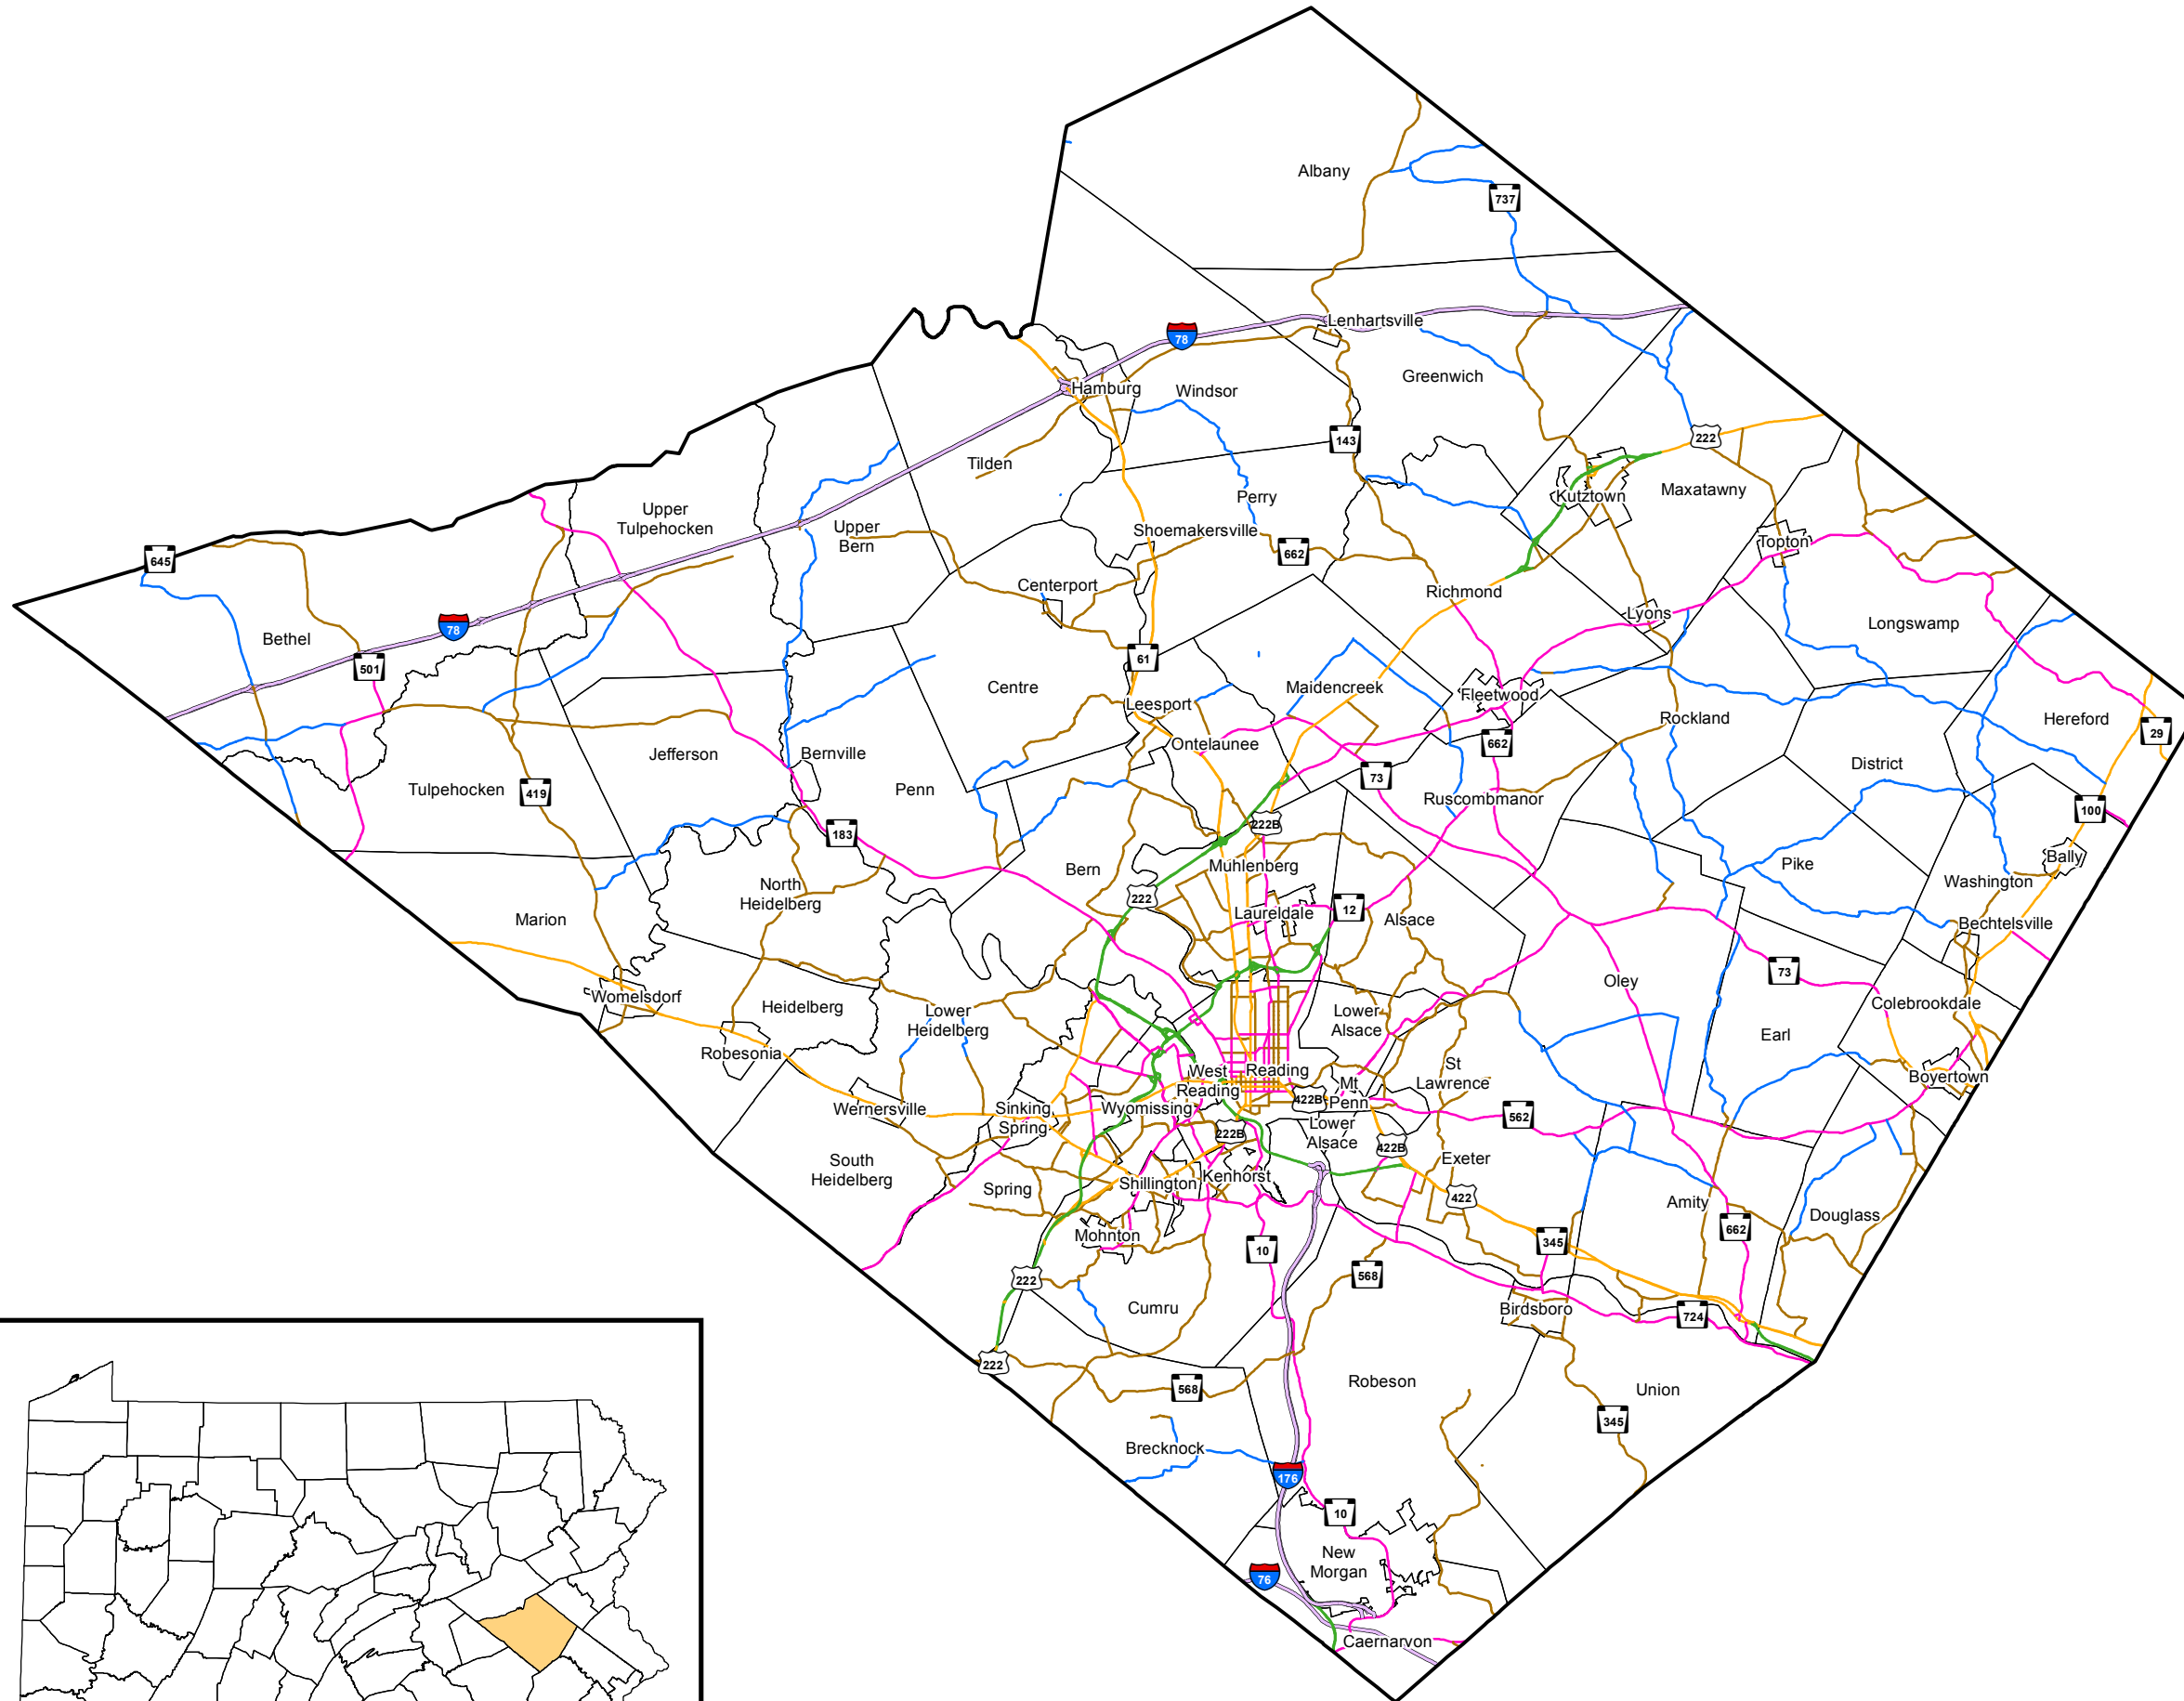 Albany
737
Lenhartsville
78
Greenwich
Hamburg
Windsor
143
222
Tilden
Kutztown
Maxatawny
Perry
Upper
Tulpehocken
Upper
Bern
Shoemakersville
Topton
645
662
Centerport
Richmond
Lyons
Longswamp
78
Bethel
501
61
Centre
Maidencreek
Fleetwood
Leesport
Rockland
Hereford
29
Ontelaunee
662
Jefferson
Bernville
District
73
Tulpehocken
419
Penn
Ruscombmanor
100
183
222B
Bern
Muhlenberg
Pike
Bally
North
Heidelberg
222
Washington
Marion
Laureldale
12
Alsace
Bechtelsville
73
Oley
Womelsdorf
Heidelberg
Lower
Heidelberg
Lower
Alsace
Colebrookdale
Earl
Robesonia
West
Reading
Reading
St
Lawrence
Boyertown
Mt
Penn
422B
Wernersville
Sinking
Spring
Wyomissing
562
222B
Lower
Alsace
422B
South
Heidelberg
Exeter
Spring
Shillington
Kenhorst
422
Amity
Douglass
662
Mohnton
10
345
568
222
Cumru
Birdsboro
724
222
568
Robeson
Union
345
Brecknock
176
10
New
Morgan
76
Caernarvon